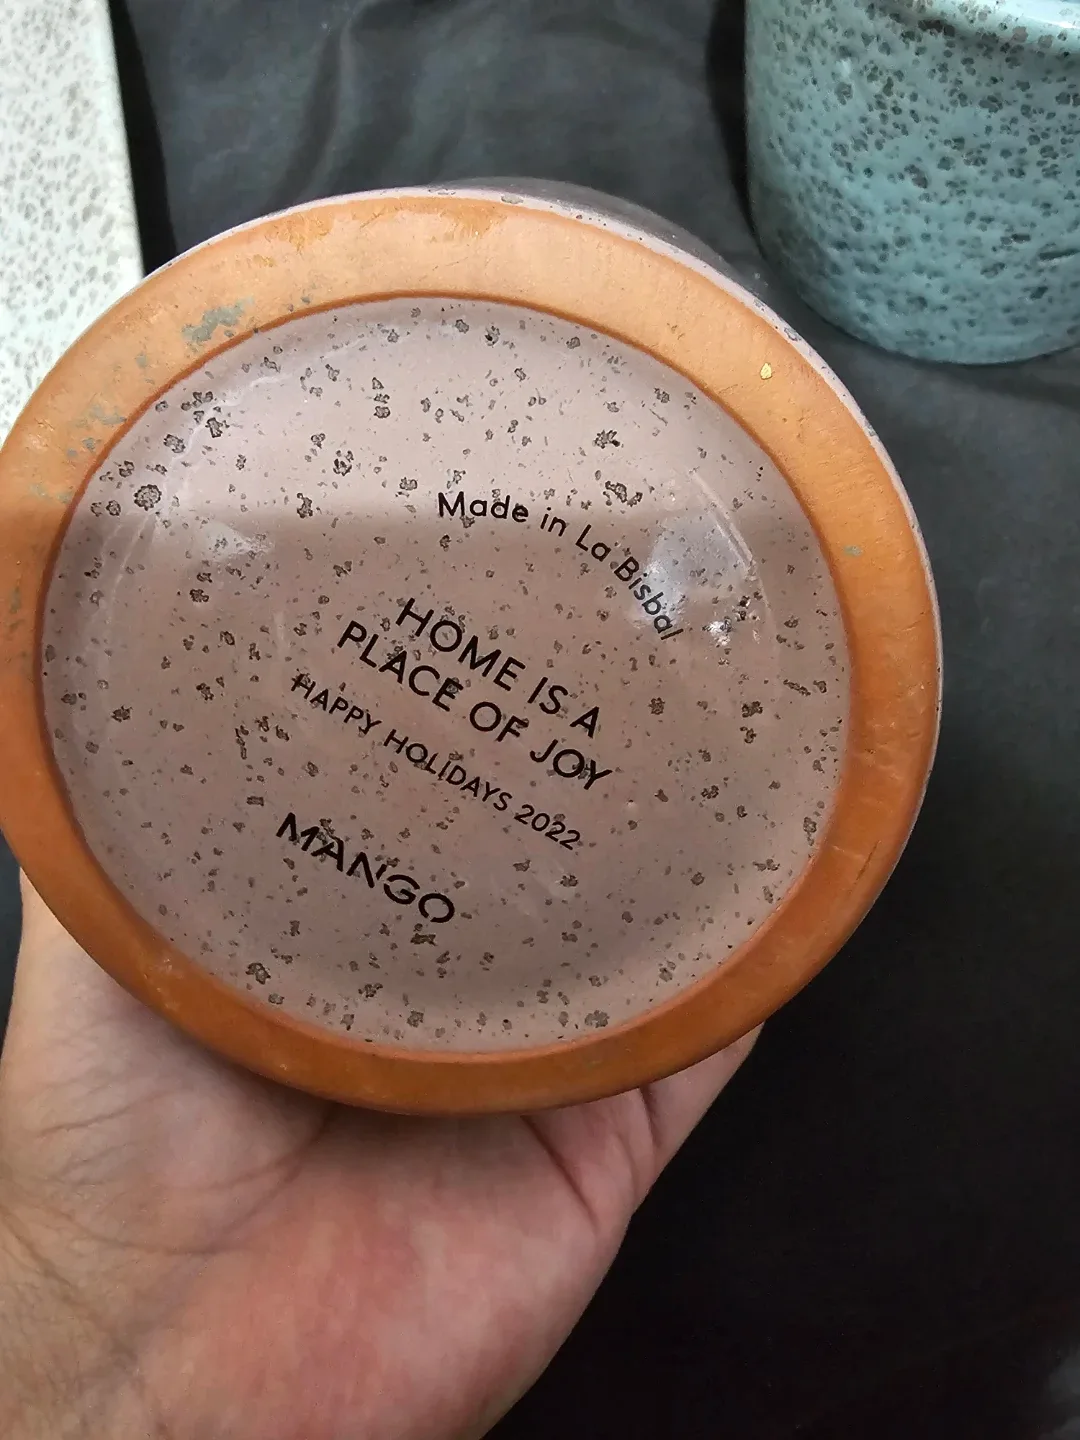 Made in La Bisbal
HOME IS A
PLACE OF JOY
HAPPY HOLIDAYS 2022
MANGO